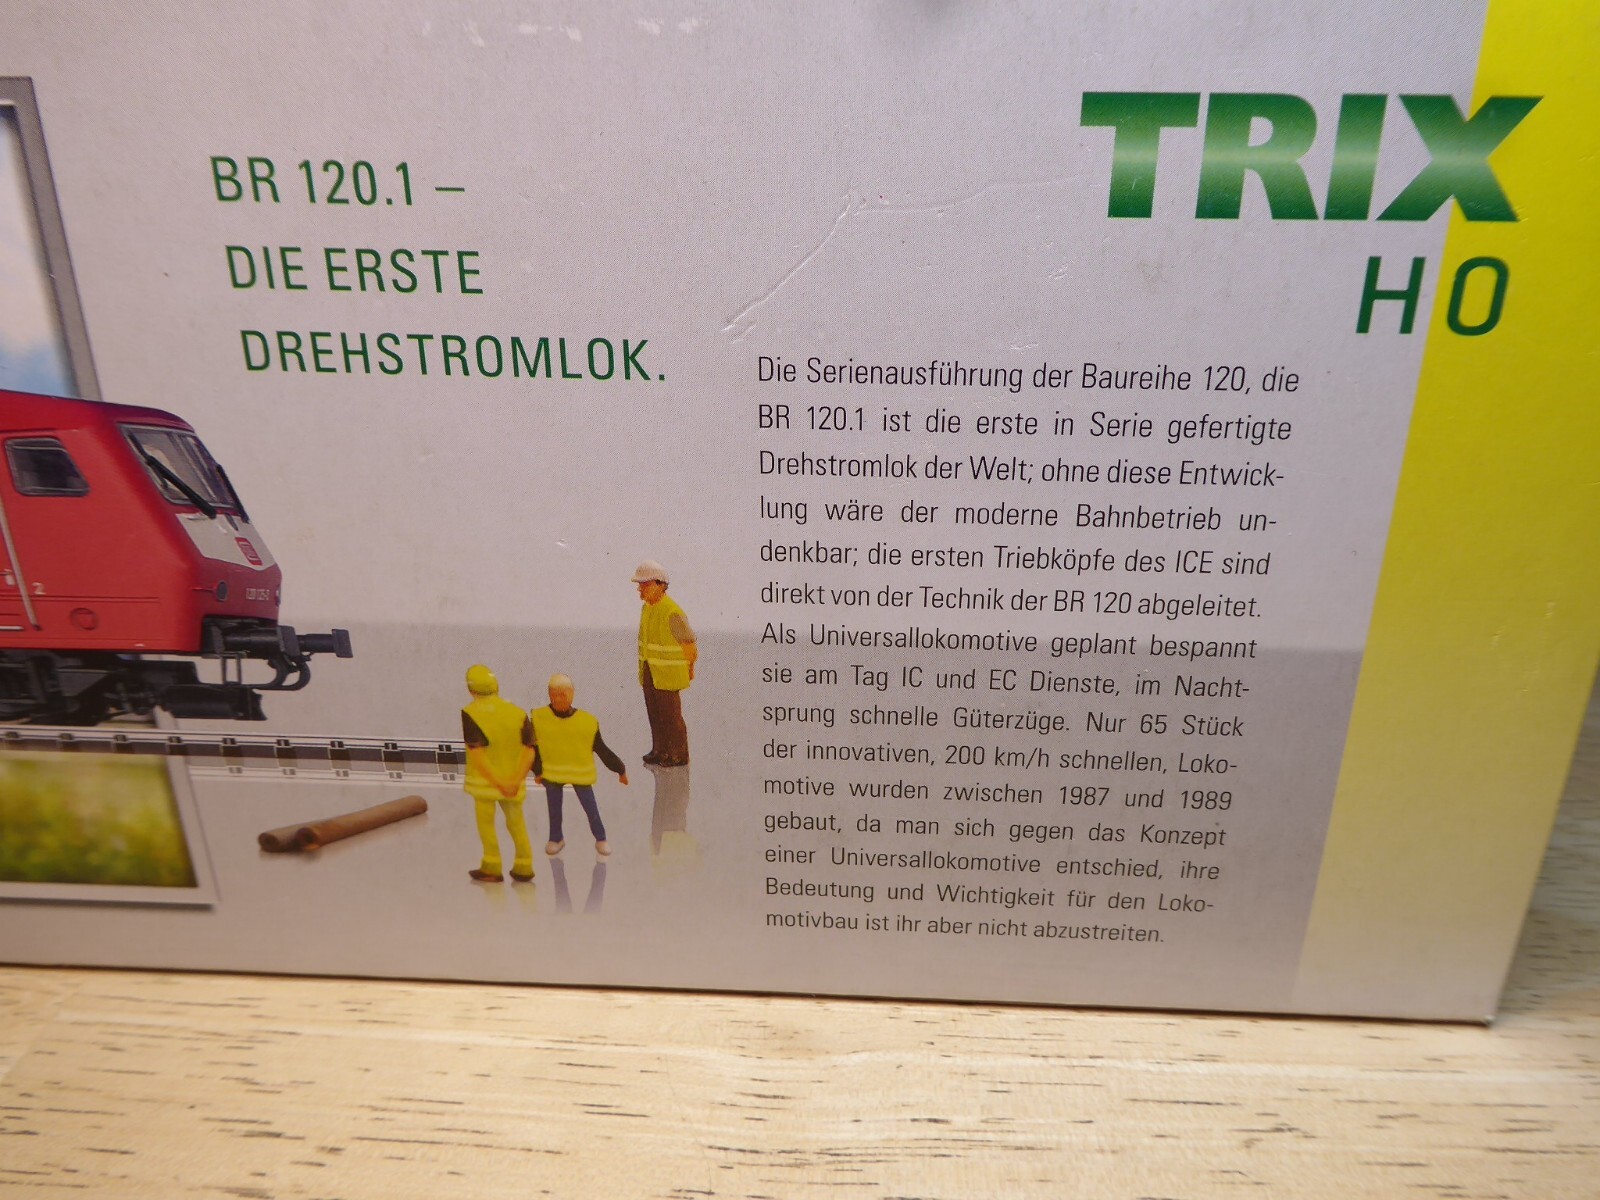 TRIX
H0
BR 120.1 –
DIE ERSTE
DREHSTROMLOK.
Die Serienausführung der Baureihe 120, die
BR 120.1 ist die erste in Serie gefertigte
Drehstromlok der Welt; ohne diese Entwick-
lung wäre der moderne Bahnbetrieb un-
denkbar; die ersten Triebköpfe des ICE sind
direkt von der Technik der BR 120 abgeleitet.
Als Universallokomotive geplant bespannt
sie am Tag IC und EC Dienste, im Nacht-
sprung schnelle Güterzüge. Nur 65 Stück
der innovativen, 200 km/h schnellen, Loko-
motive wurden zwischen 1987 und 1989
gebaut, da man sich gegen das Konzept
einer Universallokomotive entschied, ihre
Bedeutung und Wichtigkeit für den Loko-
motivbau ist ihr aber nicht abzustreiten.
2